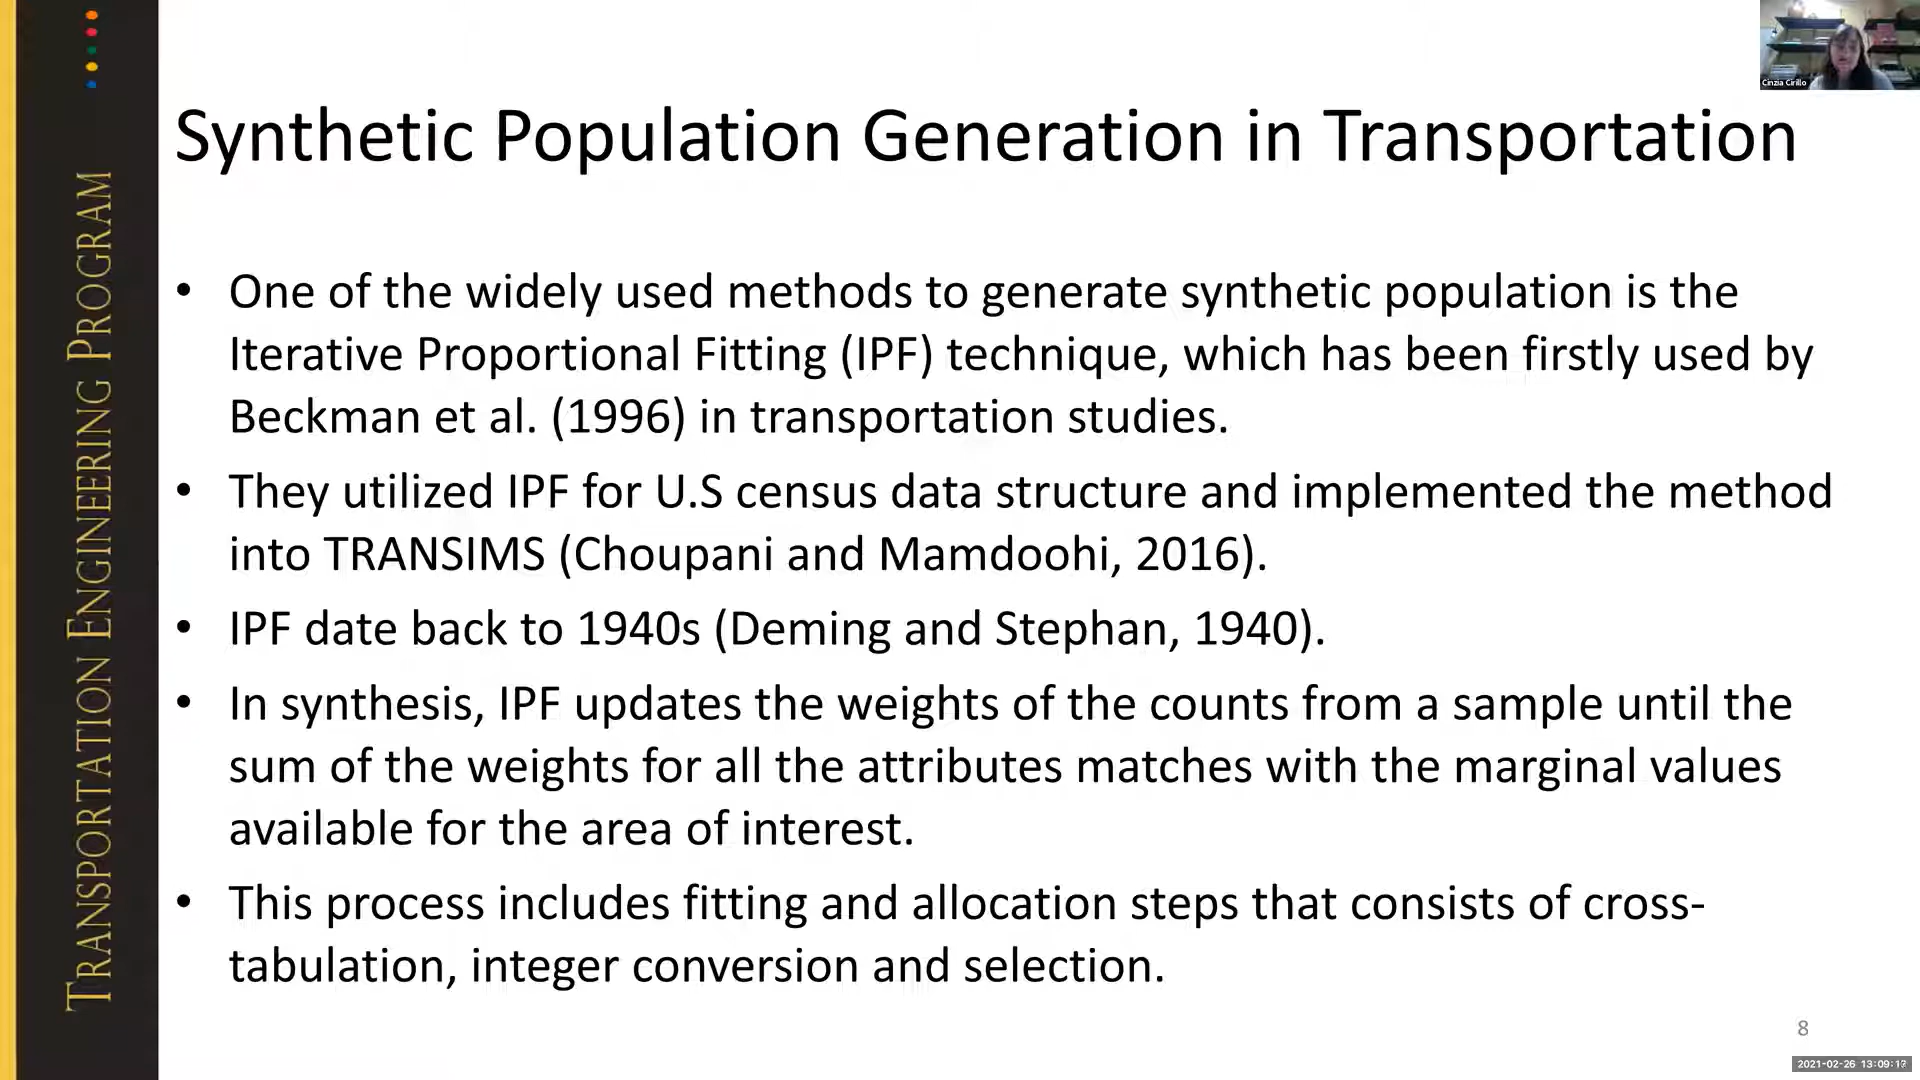 TRANSPORTATION ENGINEERING PROGRAM
Cinzia Cirillo
Synthetic Population Generation in Transportation
• One of the widely used methods to generate synthetic population is the
Iterative Proportional Fitting (IPF) technique, which has been firstly used by
Beckman et al. (1996) in transportation studies.
• They utilized IPF for U.S census data structure and implemented the method
into TRANSIMS (Choupani and Mamdoohi, 2016).
• IPF date back to 1940s (Deming and Stephan, 1940).
• In synthesis, IPF updates the weights of the counts from a sample until the
sum of the weights for all the attributes matches with the marginal values
available for the area of interest.
• This process includes fitting and allocation steps that consists of cross-
tabulation, integer conversion and selection.
8
2021-02-26